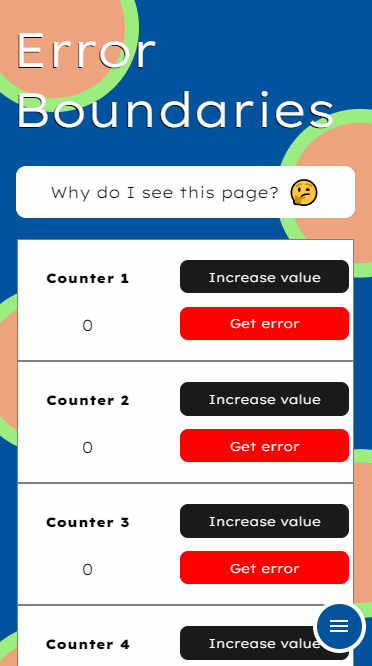 Error
Boundaries
Why do I see this page?
Counter 1
Increase value
0
Get error
Counter 2
Increase value
0
Get error
Counter 3
Increase value
0
Get error
Counter 4
Increase value